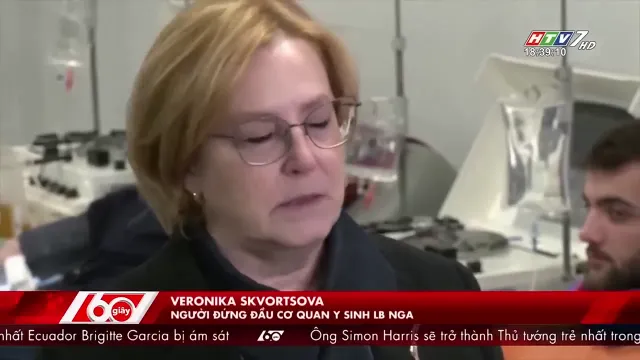 HTV7 HD
18:39:10
60 giây
VERONIKA SKVORTSOVA
NGƯỜI ĐỨNG ĐẦU CƠ QUAN Y SINH LB NGA
nhất Ecuador Brigitte Garcia bị ám sát Ông Simon Harris sẽ trở thành Thủ tướng trẻ nhất trong